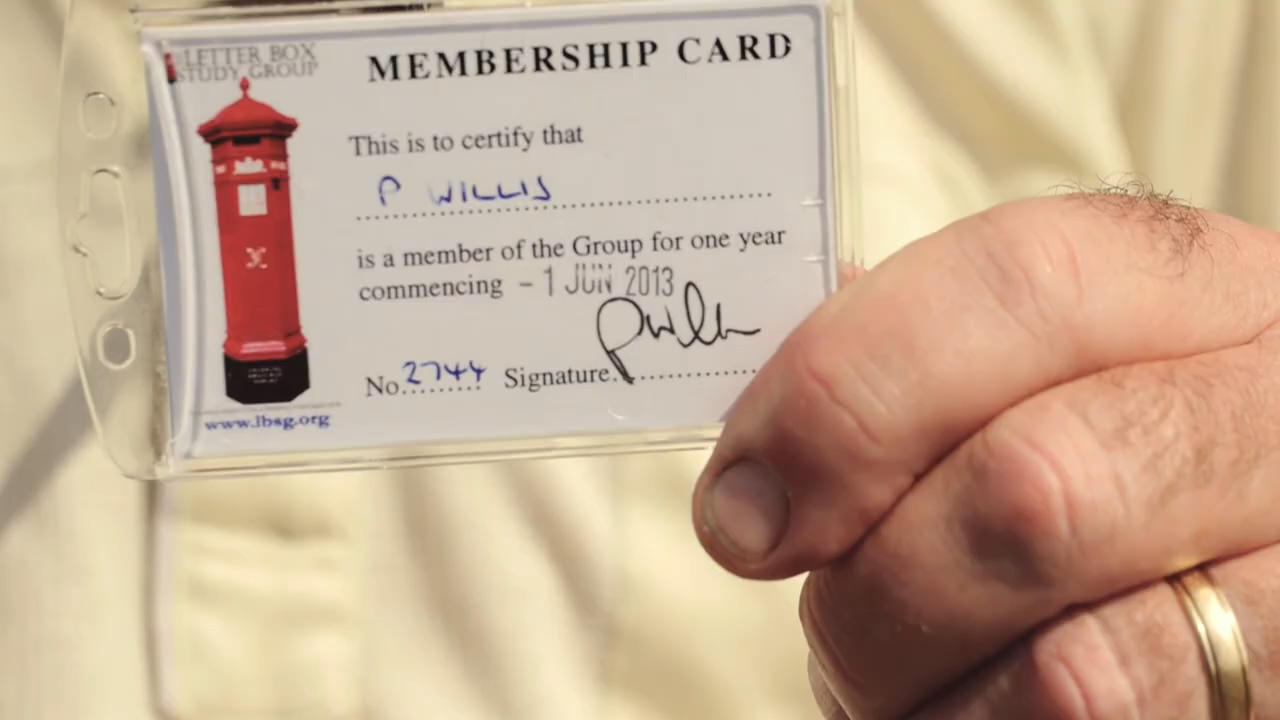 LETTER BOX
STUDY GROUP
MEMBERSHIP CARD
This is to certify that
P WILLIS
is a member of the Group for one year
commencing - 1 JUN 2013
No. 2744 Signature.
www.lbsg.org